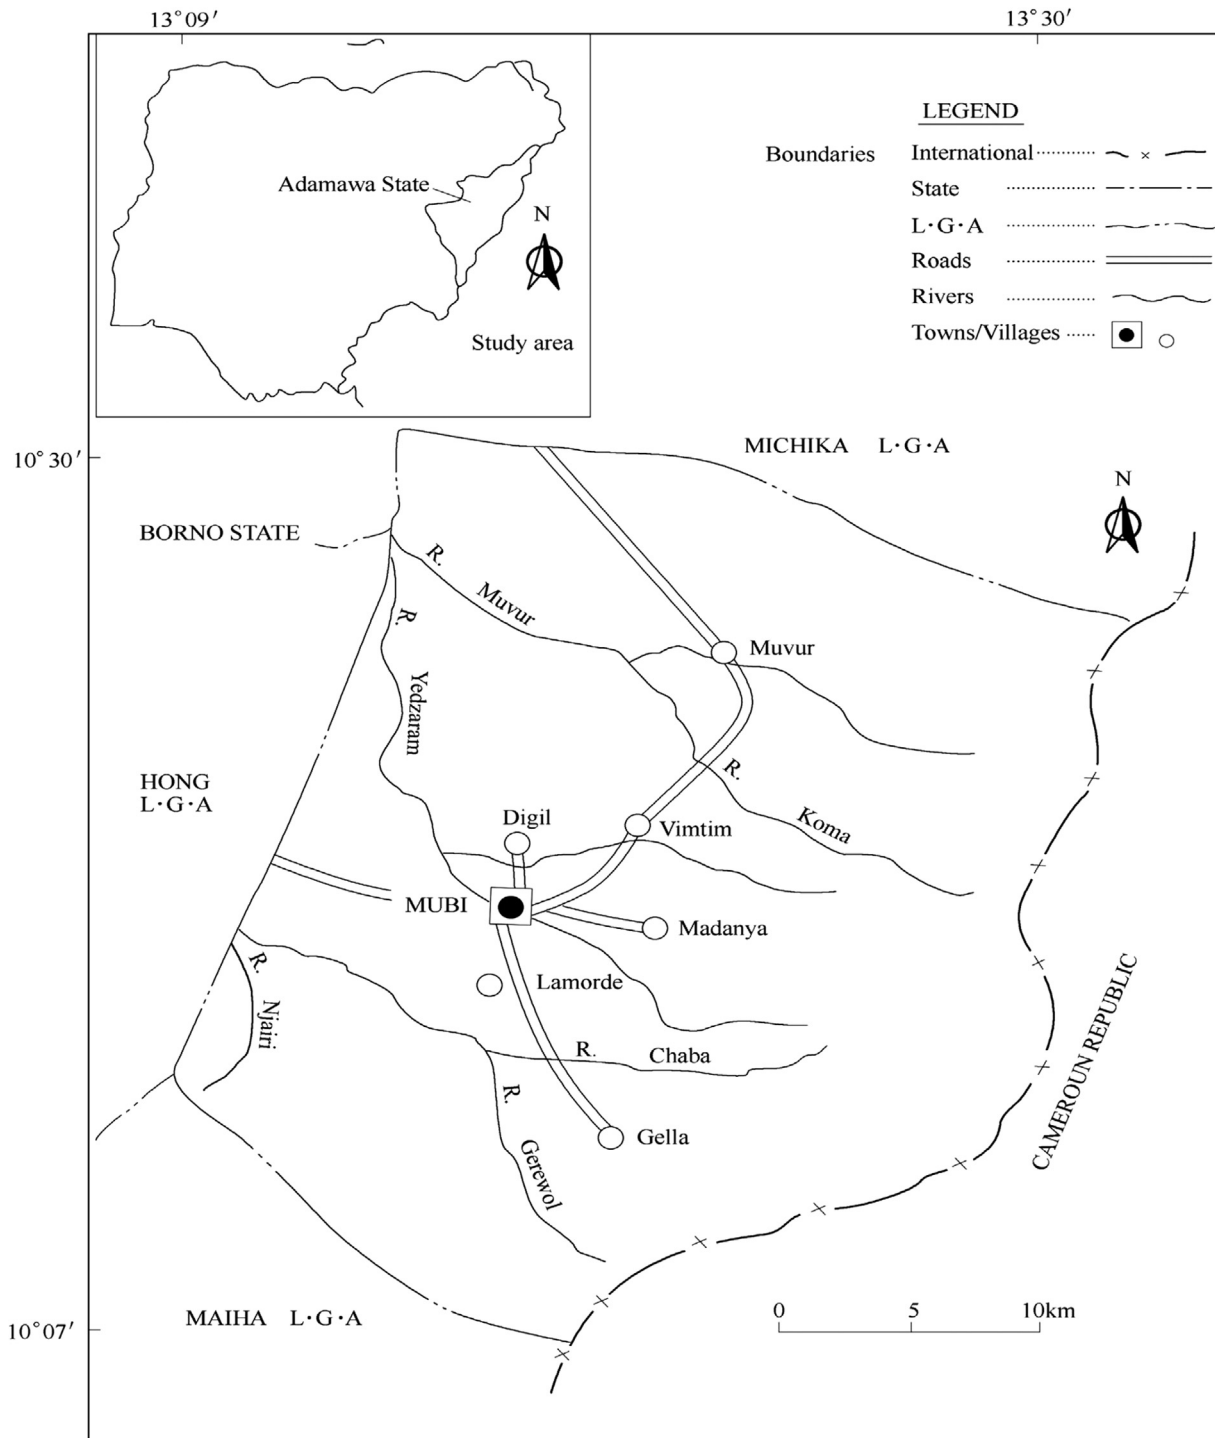 13°09′
13°30′
LEGEND
Boundaries
International
State
L·G·A
Roads
Rivers
Towns/Villages
Adamawa State
N
Study area
10°30′
MICHIKA L·G·A
N
BORNO STATE
R. Muvur
R. Yedzaram
Muvur
HONG
L·G·A
R. Koma
Digil
Vimtim
MUBI
Madanya
Lamorde
R. Njairi
R. Chaba
R. Gerewol
Gella
CAMEROUN REPUBLIC
MAIHA L·G·A
10°07′
0 5 10km